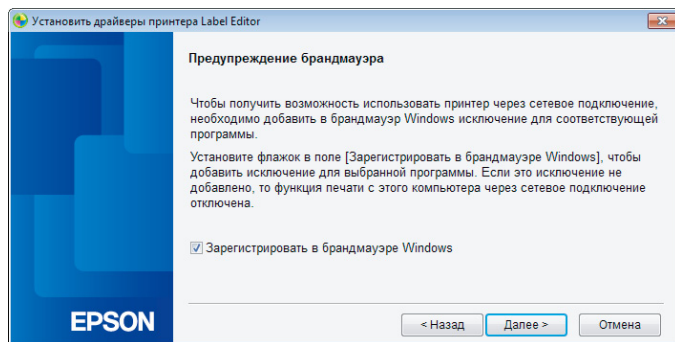 Установить драйверы принтера Label Editor
Предупреждение брандмауэра
Чтобы получить возможность использовать принтер через сетевое подключение,
необходимо добавить в брандмауэр Windows исключение для соответствующей
программы.
Установите флажок в поле [Зарегистрировать в брандмауэре Windows], чтобы
добавить исключение для выбранной программы. Если это исключение не
добавлено, то функция печати с этого компьютера через сетевое подключение
отключена.
Зарегистрировать в брандмауэре Windows
EPSON
< Назад
Далее >
Отмена